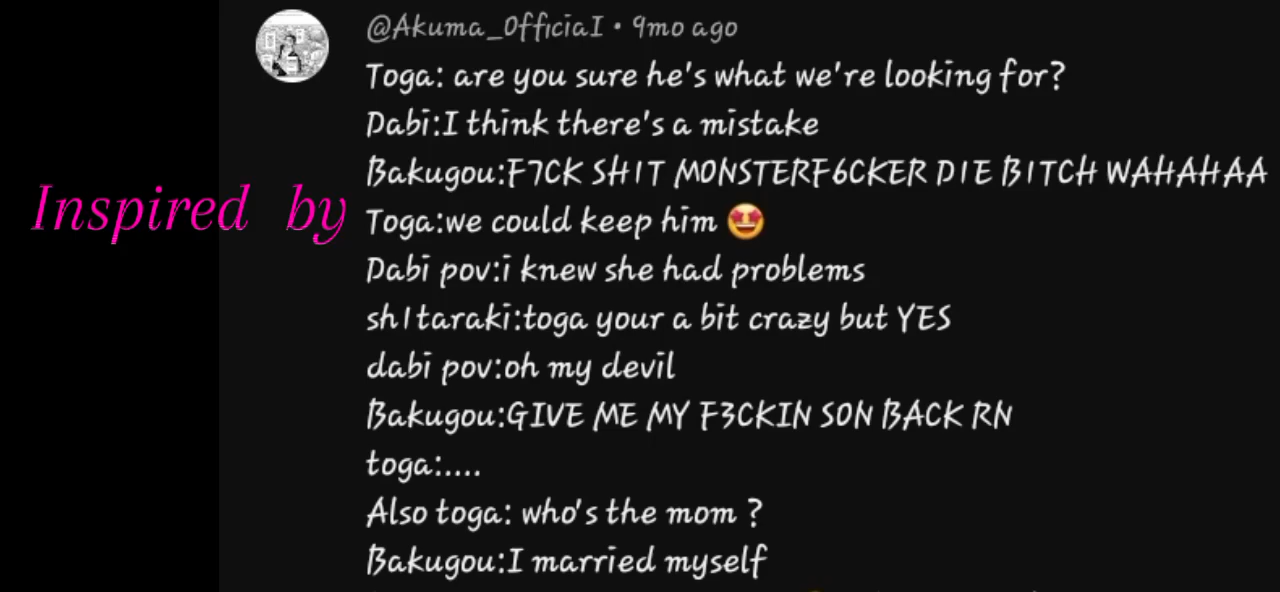 @Akuma_OfficiaI • 9mo ago
Toga: are you sure he's what we're looking for?
Dabi:I think there's a mistake
Bakugou:F7CK SHIT MONSTERF6CKER DIE BITCH WAHAHAA
Inspired by
Toga:we could keep him 🤩
Dabi pov:i knew she had problems
shItaraki:toga your a bit crazy but YES
dabi pov:oh my devil
Bakugou:GIVE ME MY F3CKIN SON BACK RN
toga:....
Also toga: who's the mom ?
Bakugou:I married myself